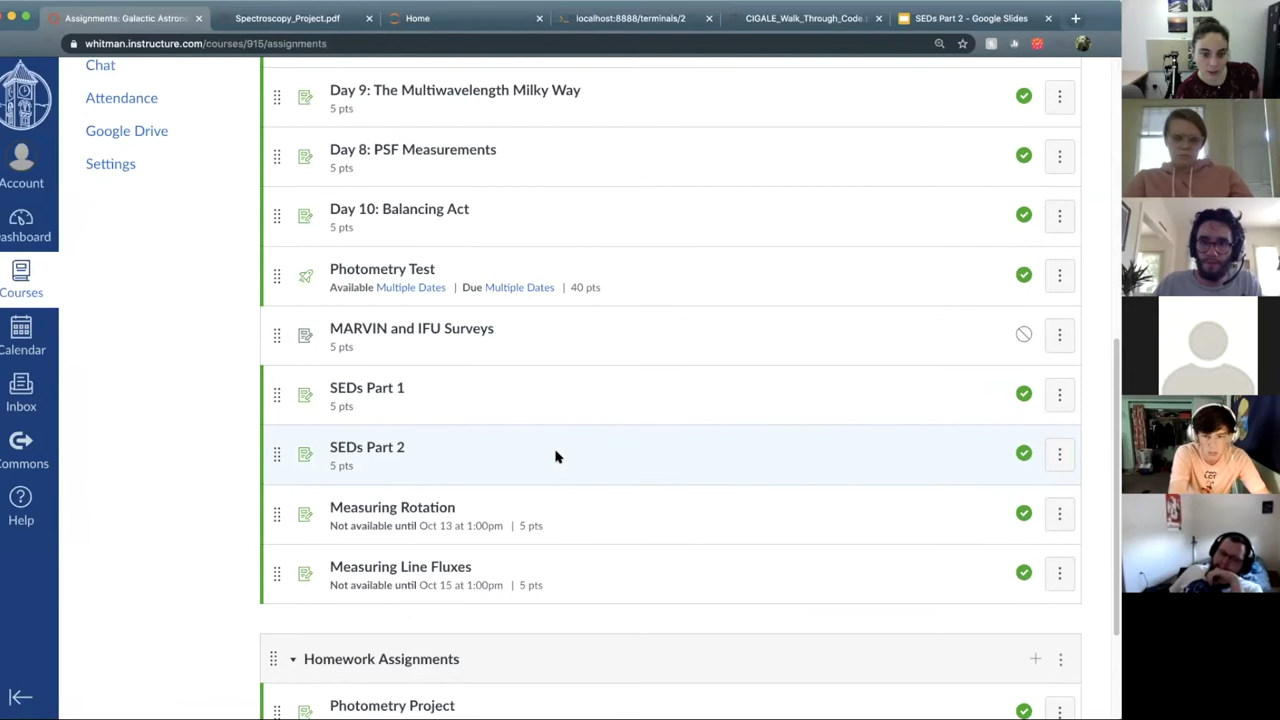 Assignments: Galactic Astron
Spectroscopy_Project.pdf
Home
localhost:8888/terminals/2
CIGALE_Walk_Through_Code.
SEDs Part 2 - Google Slides
whitman.instructure.com/courses/915/assignments
Chat
Attendance
Google Drive
Settings
Account
ashboard
Courses
Calendar
Inbox
Commons
Help
Day 9: The Multiwavelength Milky Way
5 pts
Day 8: PSF Measurements
5 pts
Day 10: Balancing Act
5 pts
Photometry Test
Available Multiple Dates | Due Multiple Dates | 40 pts
MARVIN and IFU Surveys
5 pts
SEDs Part 1
5 pts
SEDs Part 2
5 pts
Measuring Rotation
Not available until Oct 13 at 1:00pm | 5 pts
Measuring Line Fluxes
Not available until Oct 15 at 1:00pm | 5 pts
Homework Assignments
Photometry Project